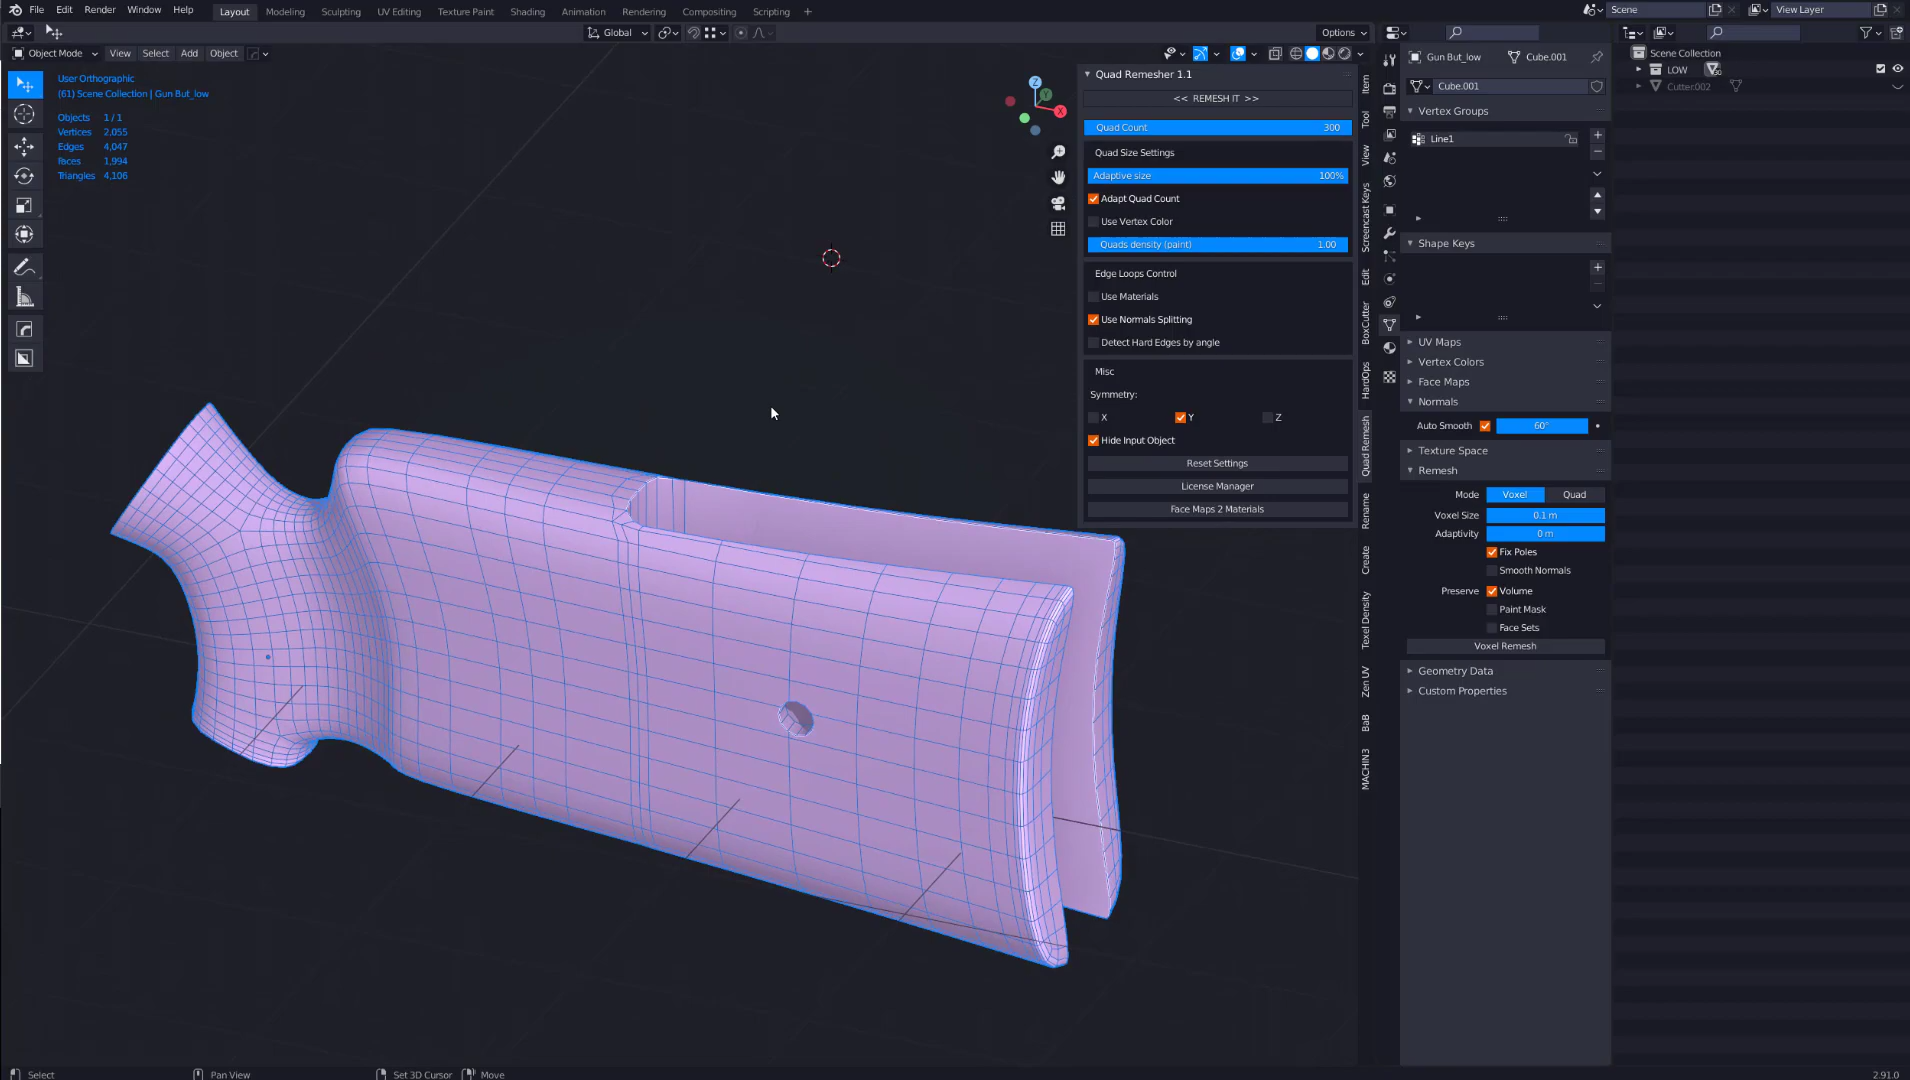 File Edit Render Window Help Layout Modeling Sculpting UV Editing Texture Paint Shading Animation Rendering Compositing Scripting + Scene View Layer
Global Options
Object Mode View Select Add Object
User Orthographic
(61) Scene Collection | Gun But_low
Objects 1 / 1
Vertices 2,055
Edges 4,047
Faces 1,994
Triangles 4,106
Z
Y
X
Quad Remesher 1.1
<< REMESH IT >>
Quad Count 300
Quad Size Settings
Adaptive size 100%
Adapt Quad Count
Use Vertex Color
Quads density (paint) 1.00
Edge Loops Control
Use Materials
Use Normals Splitting
Detect Hard Edges by angle
Misc
Symmetry:
X Y Z
Hide Input Object
Reset Settings
License Manager
Face Maps 2 Materials
Item
Tool
View
Screencast Keys
Edit
BoxCutter
HardOps
Quad Remesh
Rename
Create
Texel Density
Zen UV
BaB
MACHIN3
Gun But_low Cube.001
Cube.001
Vertex Groups
Line1
Shape Keys
UV Maps
Vertex Colors
Face Maps
Normals
Auto Smooth 60°
Texture Space
Remesh
Mode Voxel Quad
Voxel Size 0.1 m
Adaptivity 0 m
Fix Poles
Smooth Normals
Preserve Volume
Paint Mask
Face Sets
Voxel Remesh
Geometry Data
Custom Properties
Scene Collection
LOW
Cutter.002
Select Pan View Set 3D Cursor Move 2.91.0